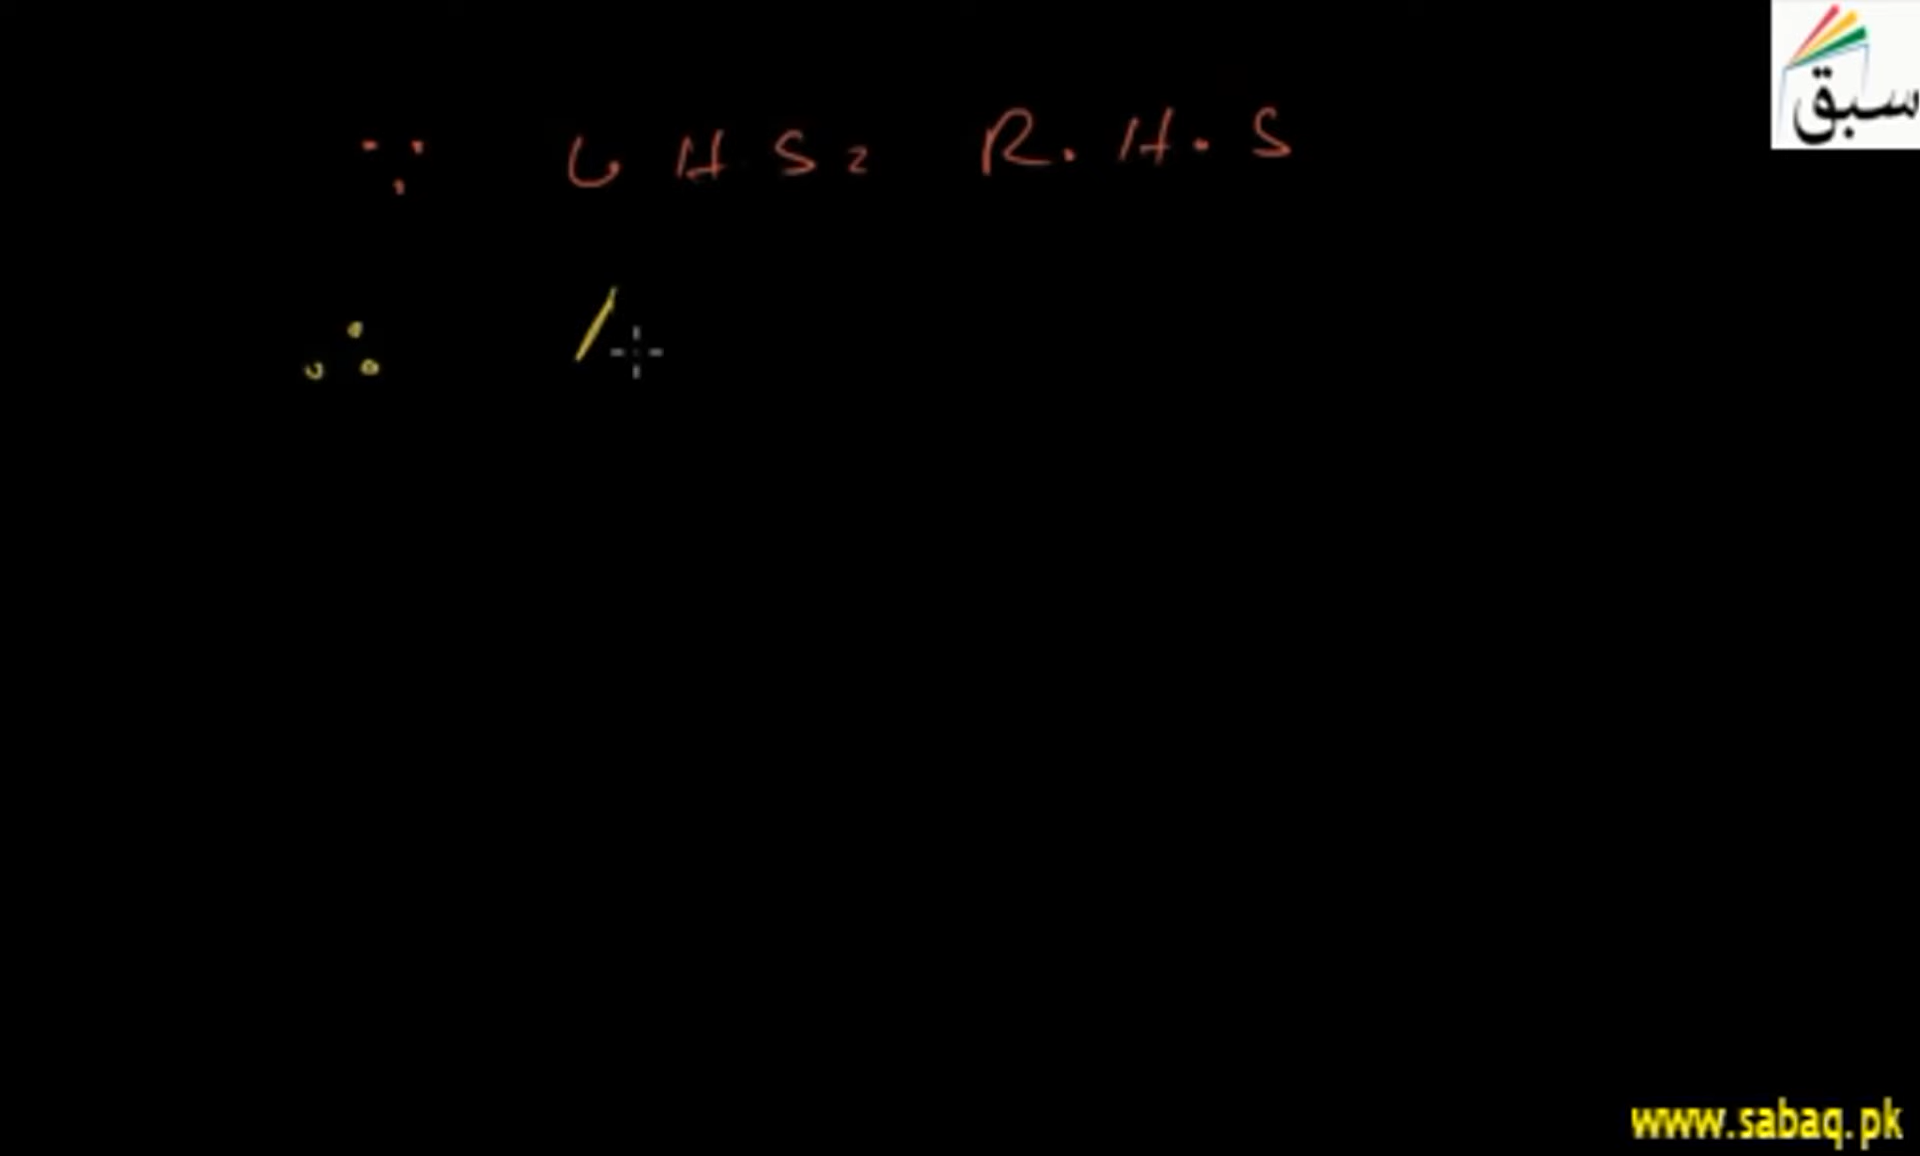 سبق
∵ L H S = R. H. S
∴ /
www.sabaq.pk